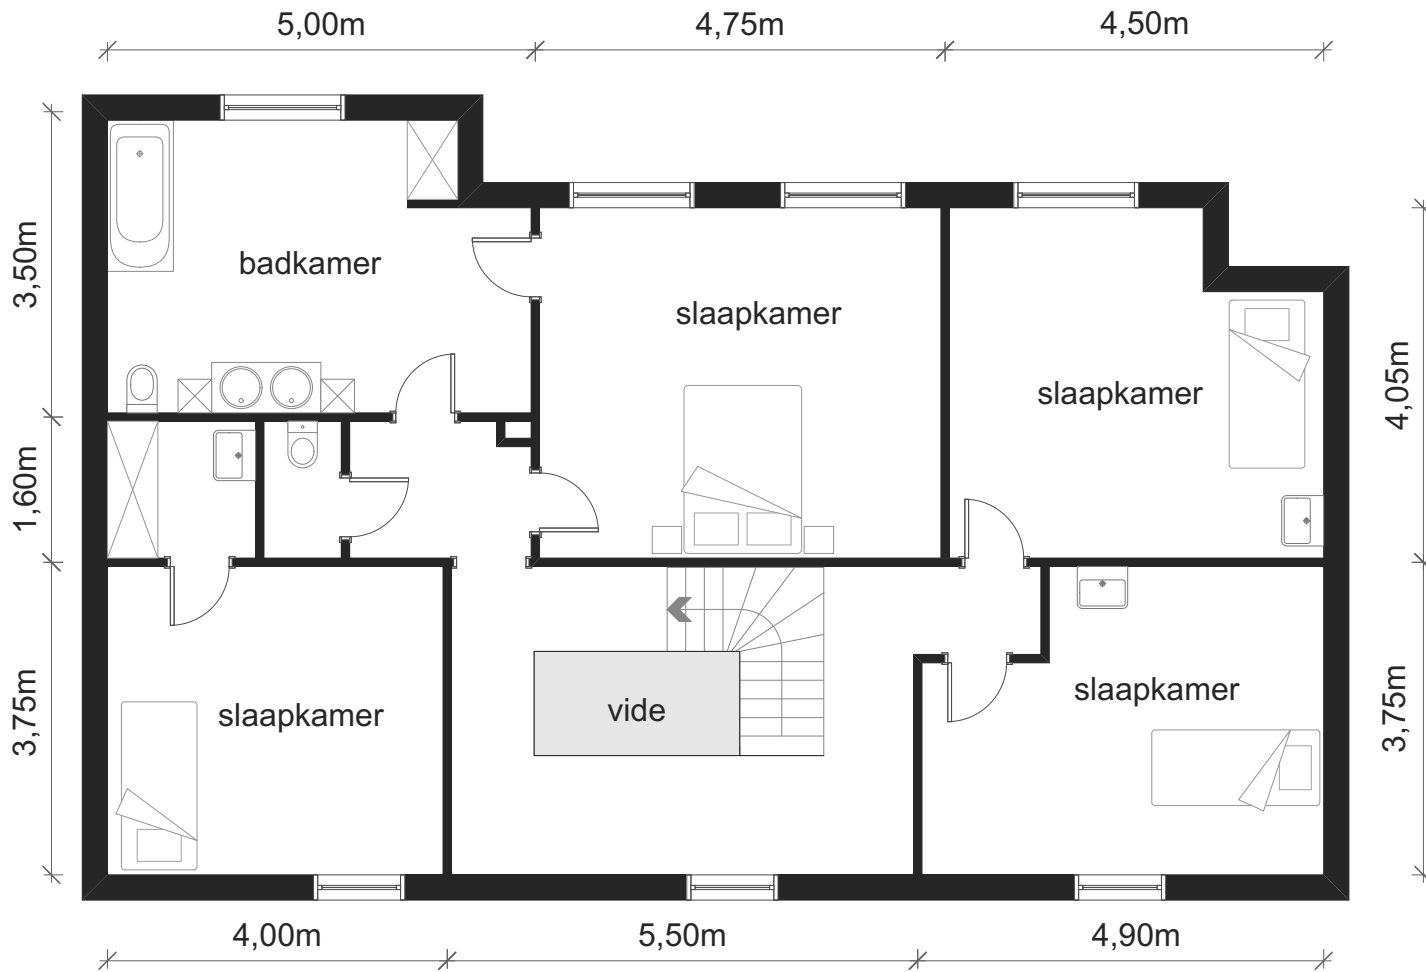 5,00m
4,75m
4,50m
3,50m
badkamer
slaapkamer
slaapkamer
4,05m
1,60m
3,75m
slaapkamer
vide
slaapkamer
3,75m
4,00m
5,50m
4,90m